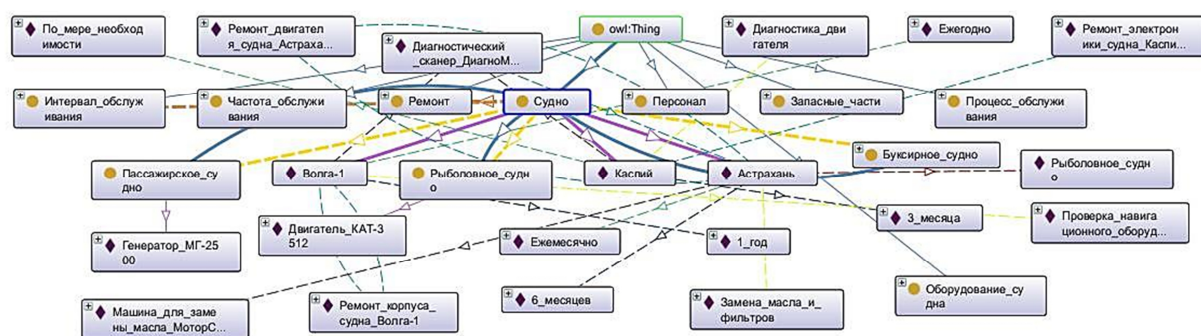 По_мере_необход
имости
Ремонт_двигател
я_судна_Астраха...
Диагностический
_сканер_ДиагноМ...
owl:Thing
Диагностика_дви
гателя
Ежегодно
Ремонт_электрон
ики_судна_Каспи...
Интервал_обслуж
ивания
Частота_обслужи
вания
Ремонт
Судно
Персонал
Запасные_части
Процесс_обслужи
вания
Пассажирское_су
дно
Волга-1
Рыболовное_судн
о
Каспий
Астрахань
Буксирное_судно
Рыболовное_судн
о
Генератор_МГ-25
00
Двигатель_КАТ-3
512
Ежемесячно
1_год
3_месяца
Проверка_навига
ционного_оборуд...
Машина_для_заме
ны_масла_МоторС...
Ремонт_корпуса_
судна_Волга-1
6_месяцев
Замена_масла_и_
фильтров
Оборудование_су
дна